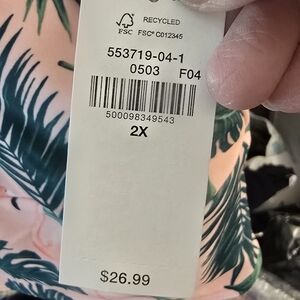 RECYCLED
FSC FSC® C012345
553719-04-1
0503 F04
500098349543
2X
$26.99